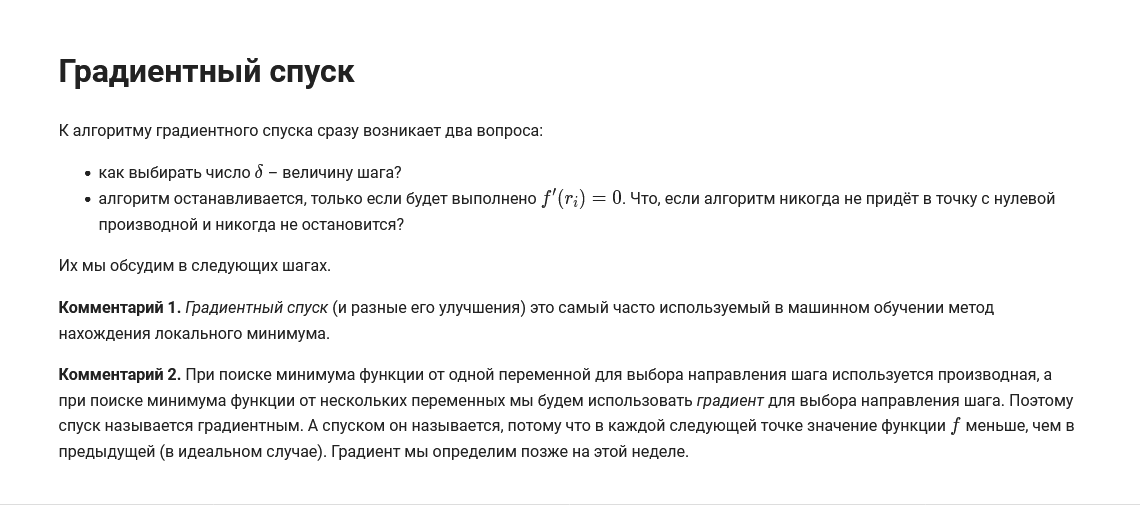 Градиентный спуск
К алгоритму градиентного спуска сразу возникает два вопроса:
• как выбирать число δ – величину шага?
• алгоритм останавливается, только если будет выполнено f′(rᵢ) = 0. Что, если алгоритм никогда не придёт в точку с нулевой
производной и никогда не остановится?
Их мы обсудим в следующих шагах.
Комментарий 1. Градиентный спуск (и разные его улучшения) это самый часто используемый в машинном обучении метод
нахождения локального минимума.
Комментарий 2. При поиске минимума функции от одной переменной для выбора направления шага используется производная, а
при поиске минимума функции от нескольких переменных мы будем использовать градиент для выбора направления шага. Поэтому
спуск называется градиентным. А спуском он называется, потому что в каждой следующей точке значение функции f меньше, чем в
предыдущей (в идеальном случае). Градиент мы определим позже на этой неделе.